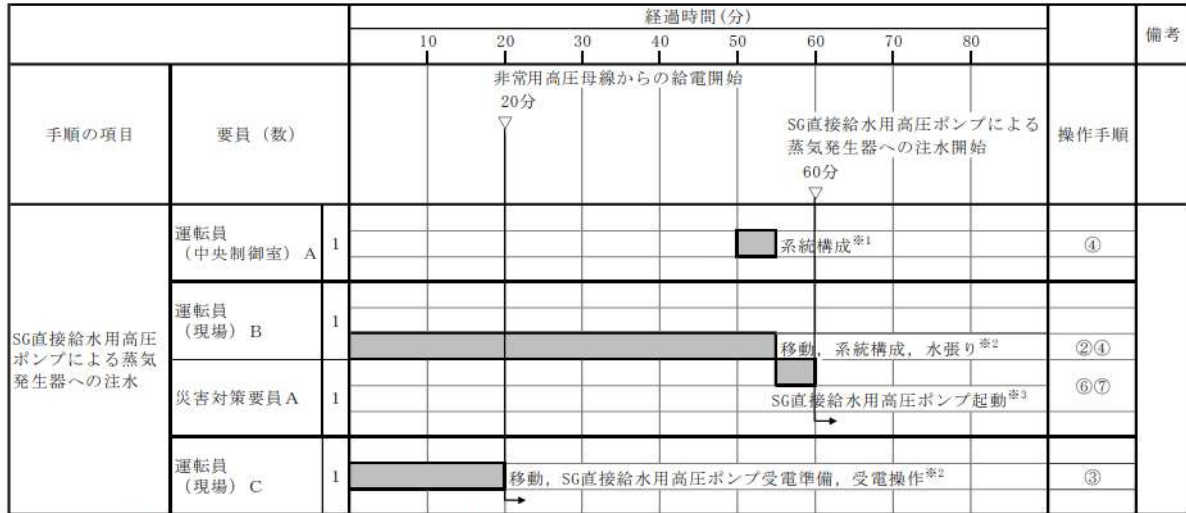 経過時間(分)
備考
10 20 30 40 50 60 70 80
手順の項目
要員（数）
非常用高圧母線からの給電開始
20分
SG直接給水用高圧ポンプによる
蒸気発生器への注水開始
60分
操作手順
SG直接給水用高圧
ポンプによる蒸気
発生器への注水
運転員
（中央制御室）A
1
系統構成※1
④
運転員
（現場）B
1
移動，系統構成，水張り※2
②④
災害対策要員A
1
SG直接給水用高圧ポンプ起動※3
⑥⑦
運転員
（現場）C
1
移動，SG直接給水用高圧ポンプ受電準備，受電操作※2
③